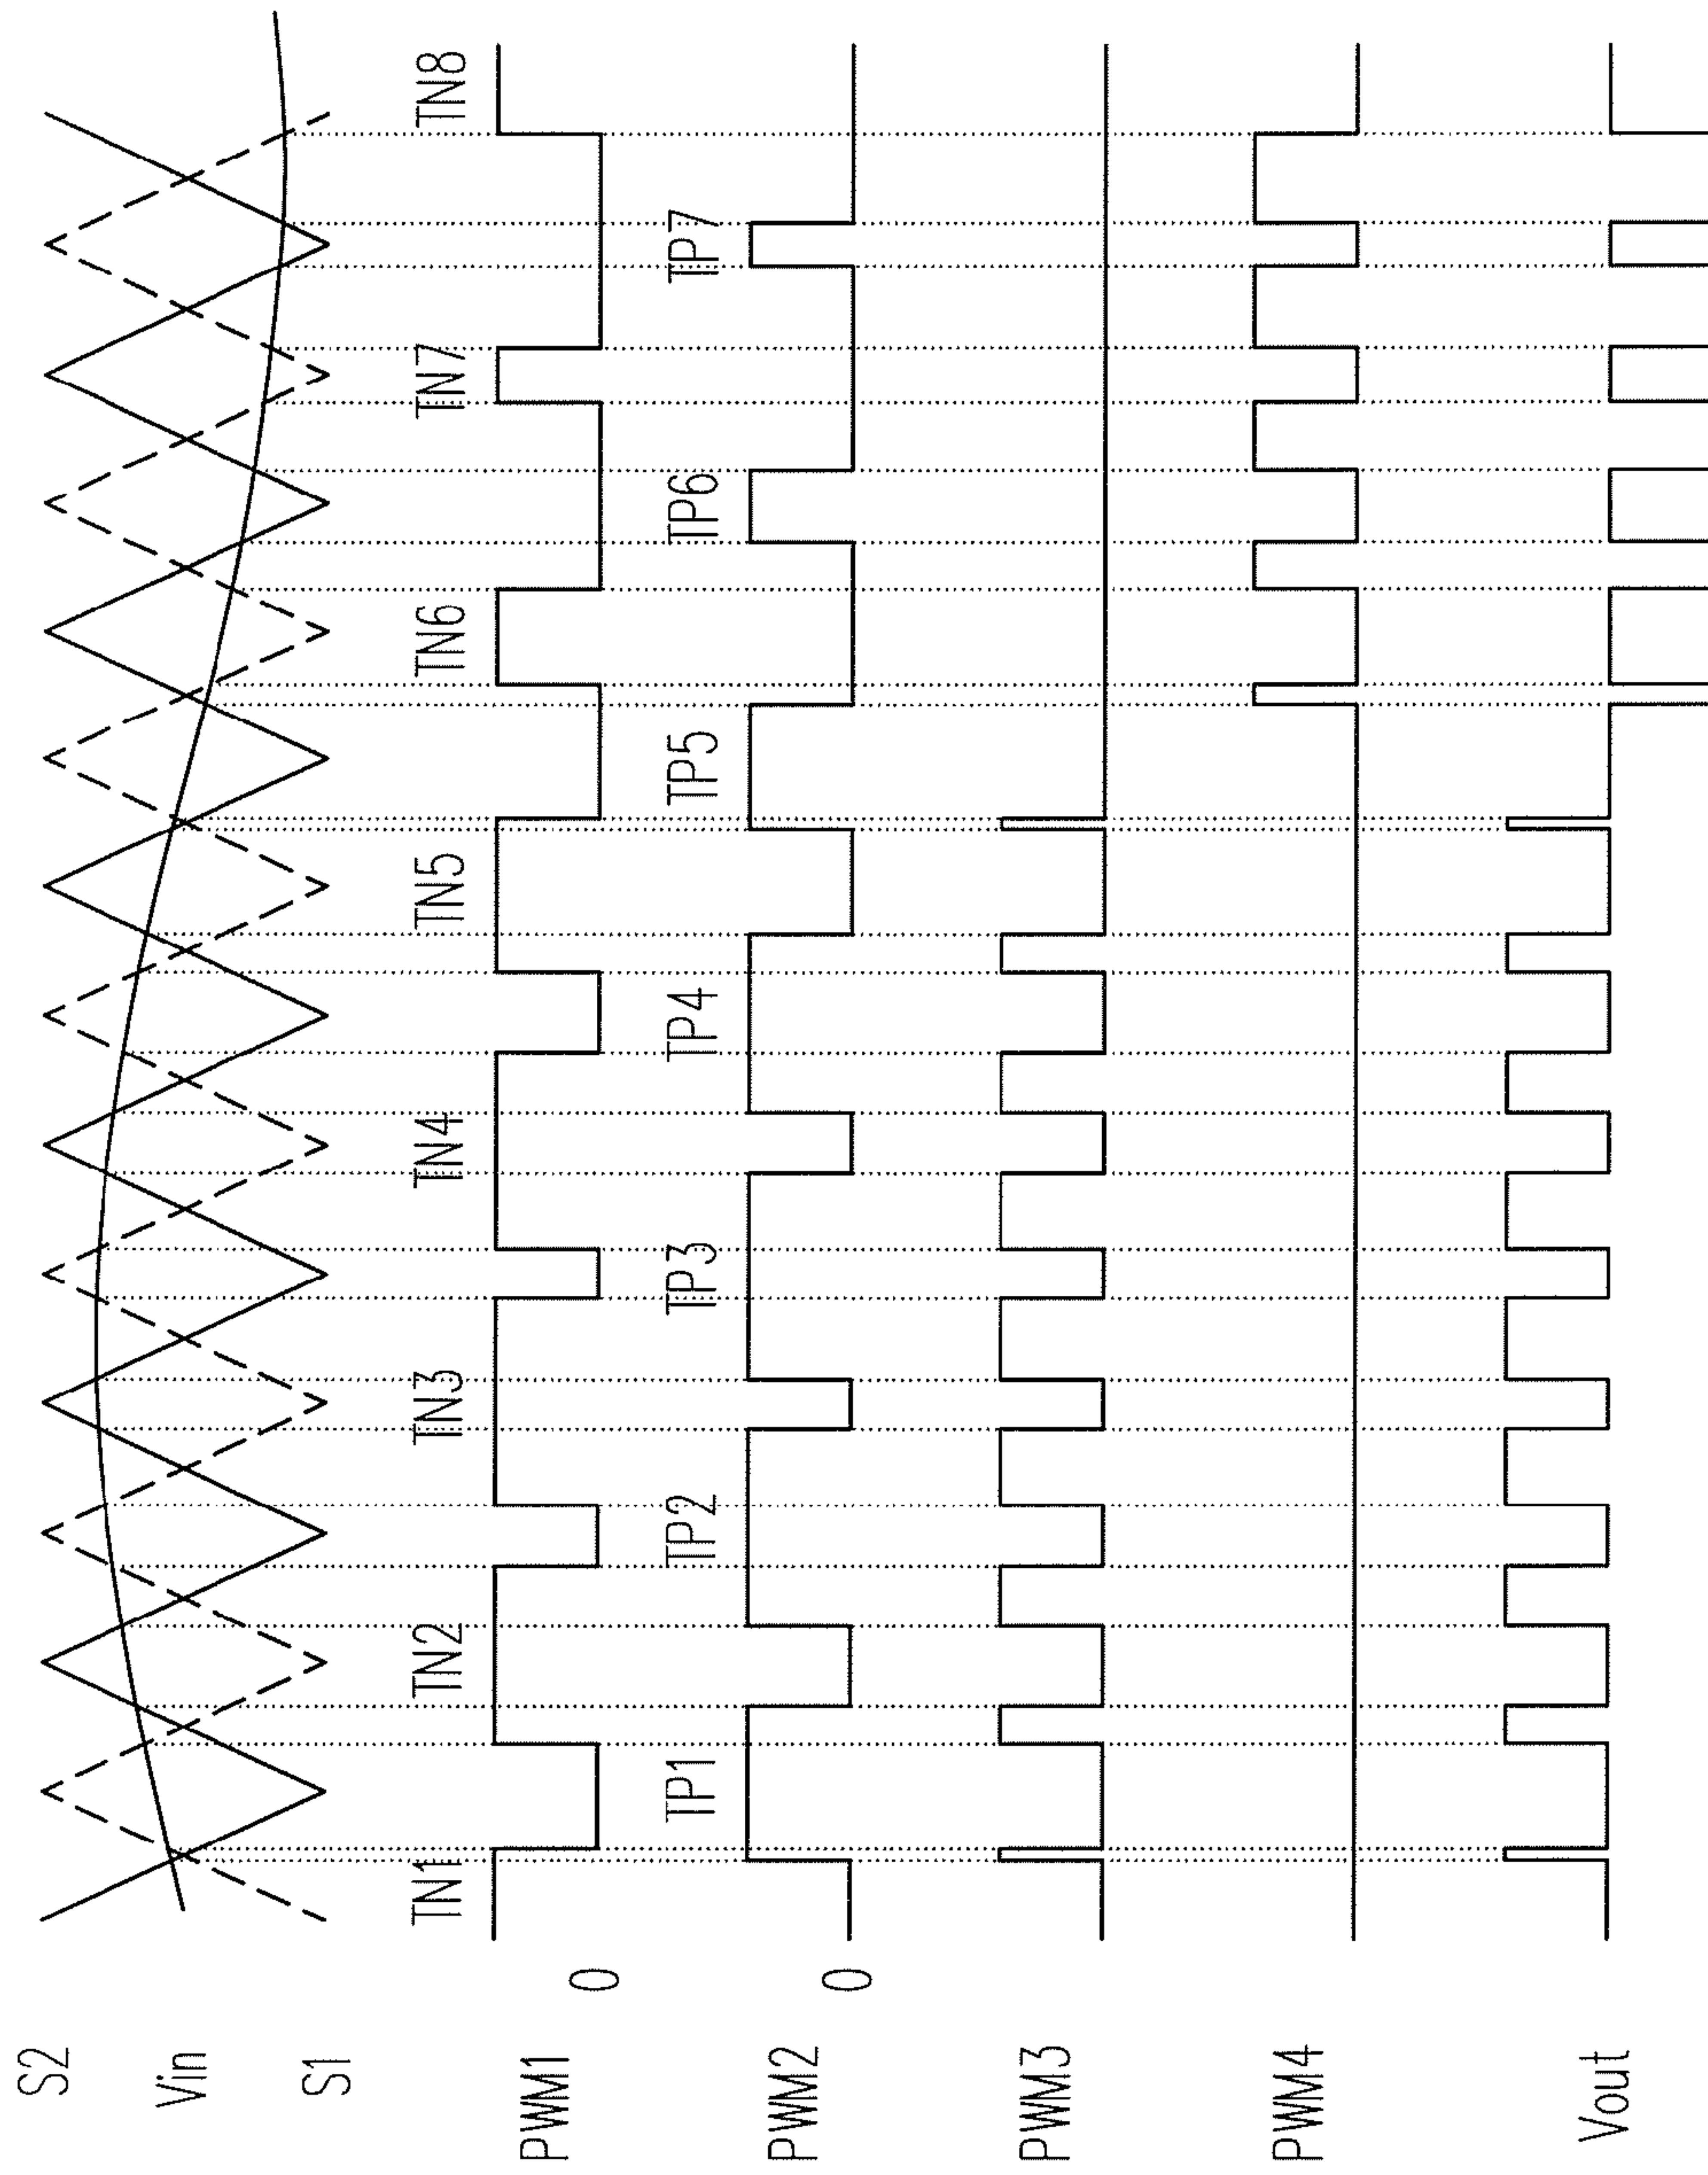 S2
Vin
S1
TN1 TN2 TN3 TN4 TN5 TN6 TN7 TN8
PWM1
0
TP1 TP2 TP3 TP4 TP5 TP6 TP7
PWM2
0
PWM3
PWM4
Vout